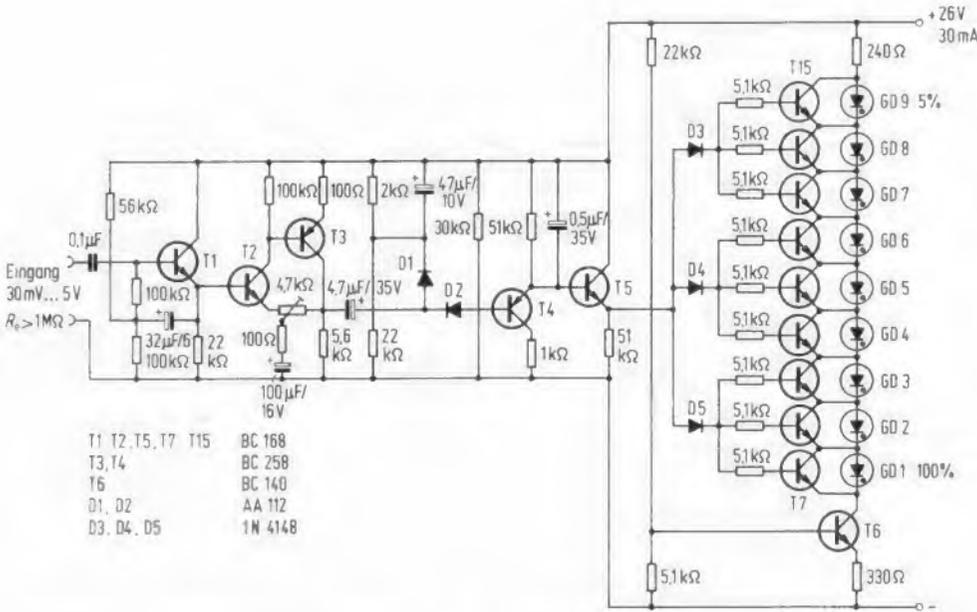 +26V
30mA
22kΩ
240Ω
T15
5,1kΩ
GD9 5%
D3
5,1kΩ
GD8
5,1kΩ
GD7
100kΩ
100Ω
2kΩ
47µF/
10V
56kΩ
30kΩ
51kΩ
0,5µF/
35V
5,1kΩ
GD6
0,1µF
T1
T2
T3
D1
D2
T4
T5
D4
5,1kΩ
GD5
Eingang
30mV...5V
Re>1MΩ
100kΩ
4,7kΩ
4,7µF/35V
5,1kΩ
GD4
32µF/6
100kΩ
22
kΩ
100Ω
5,6
kΩ
22
kΩ
1kΩ
51
kΩ
100µF/
16V
5,1kΩ
GD3
D5
5,1kΩ
GD2
5,1kΩ
GD1 100%
T7
T1 T2,T5,T7 T15 BC 168
T3,T4 BC 258
T6 BC 140
D1, D2 AA 112
D3, D4, D5 1N 4148
T6
5,1kΩ
330Ω